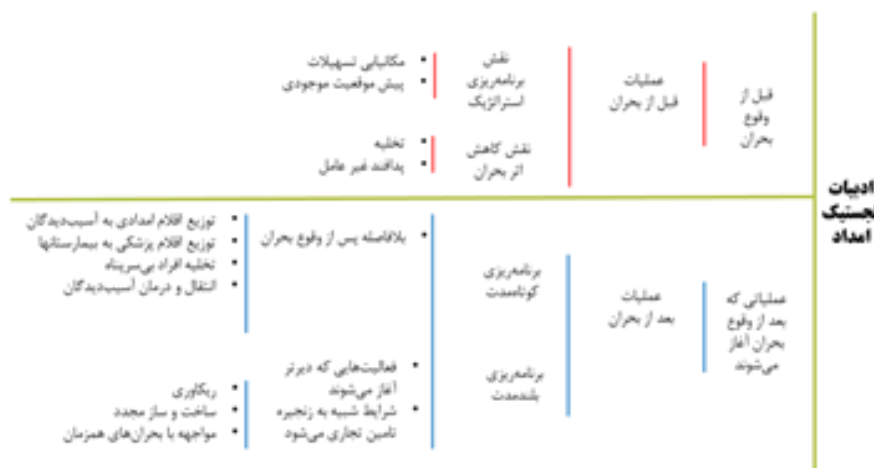 ادبیات
لجستیک
امداد
قبل از
وقوع
بحران
عملیات
قبل از بحران
نقش
برنامه‌ریزی
استراتژیک
• مکانیابی تسهیلات
• پیش موقعیت موجودی
نقش کاهش
اثر بحران
• تخلیه
• پدافند غیر عامل
عملیاتی که
بعد از وقوع
بحران آغاز
می‌شوند
عملیات
بعد از بحران
برنامه‌ریزی
کوتاه‌مدت
• بلافاصله پس از وقوع بحران
• توزیع اقلام امدادی به آسیب‌دیدگان
• توزیع اقلام پزشکی به بیمارستانها
• تخلیه افراد بی‌سرپناه
• انتقال و درمان آسیب‌دیدگان
برنامه‌ریزی
بلندمدت
• فعالیت‌هایی که دیرتر
آغاز می‌شوند
• شرایط شبیه به زنجیره
تامین تجاری می‌شود
• ریکاوری
• ساخت و ساز مجدد
• مواجهه با بحران‌های همزمان